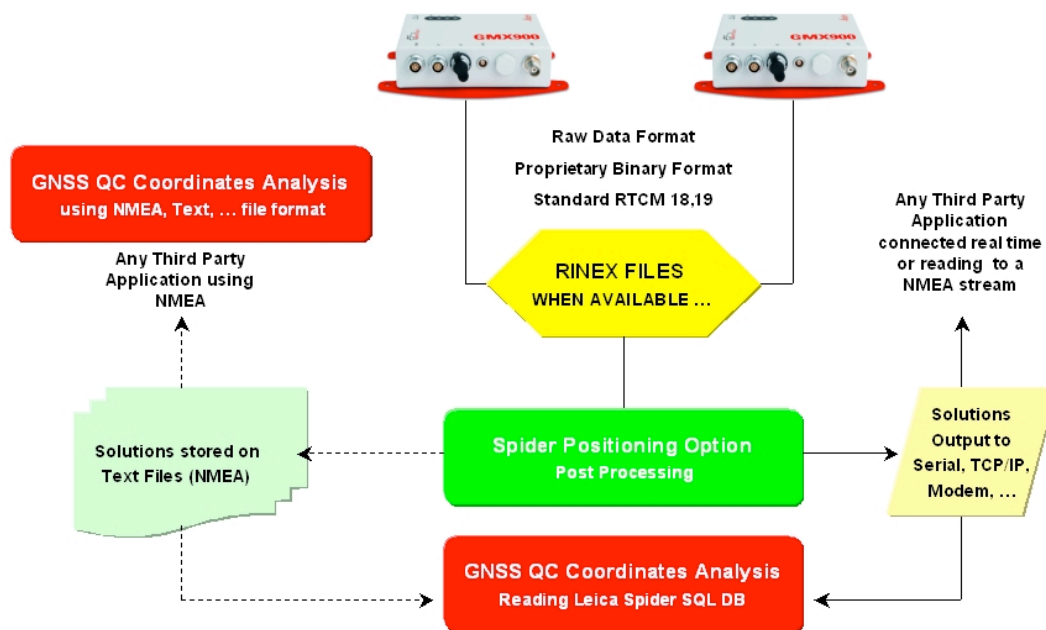 GMX900
GMX900
Raw Data Format
Proprietary Binary Format
Standard RTCM 18,19
GNSS QC Coordinates Analysis
using NMEA, Text, ... file format
Any Third Party
Application using
NMEA
RINEX FILES
WHEN AVAILABLE ...
Any Third Party
Application
connected real time
or reading  to a
NMEA stream
Solutions stored on
Text Files (NMEA)
Spider Positioning Option
Post Processing
Solutions
Output to
Serial, TCP/IP,
Modem, ...
GNSS QC Coordinates Analysis
Reading Leica Spider SQL DB